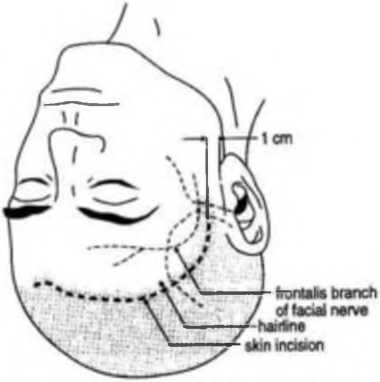 1 cm
frontalis branch
of facial nerve
hairline
skin incision